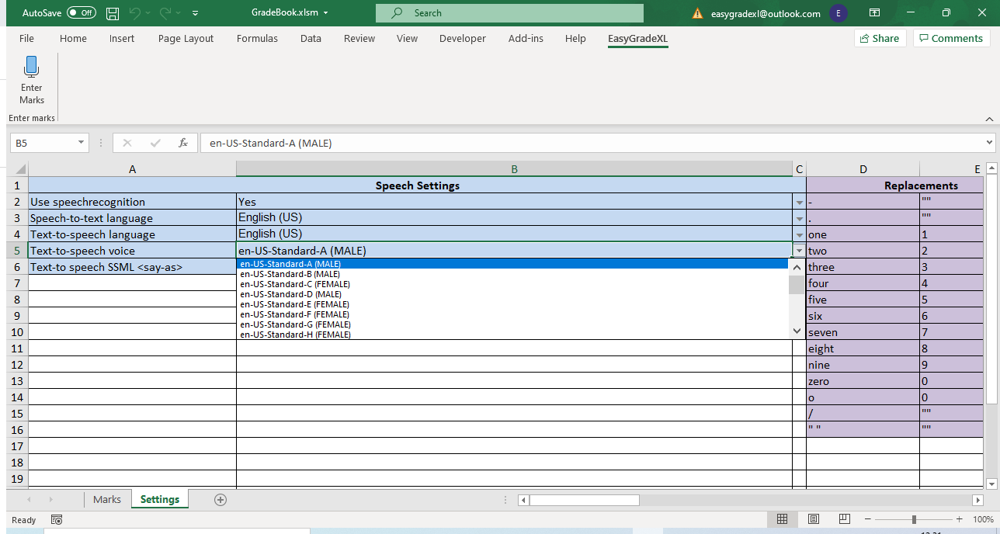 AutoSave Off GradeBook.xlsm Search easygradexl@outlook.com E
File Home Insert Page Layout Formulas Data Review View Developer Add-ins Help EasyGradeXL Share Comments
Enter
Marks
Enter marks
B5 fx en-US-Standard-A (MALE)
A B C D E
1 Speech Settings Replacements
2 Use speechrecognition Yes - ""
3 Speech-to-text language English (US) . ""
4 Text-to-speech language English (US) one 1
5 Text-to-speech voice en-US-Standard-A (MALE) two 2
6 Text-to speech SSML <say-as> three 3
en-US-Standard-A (MALE)
en-US-Standard-B (MALE)
en-US-Standard-C (FEMALE)
en-US-Standard-D (MALE)
en-US-Standard-E (FEMALE)
en-US-Standard-F (FEMALE)
en-US-Standard-G (FEMALE)
en-US-Standard-H (FEMALE)
7 four 4
8 five 5
9 six 6
10 seven 7
11 eight 8
12 nine 9
13 zero 0
14 o 0
15 / ""
16 " " ""
17
18
19
Marks Settings
Ready 100%